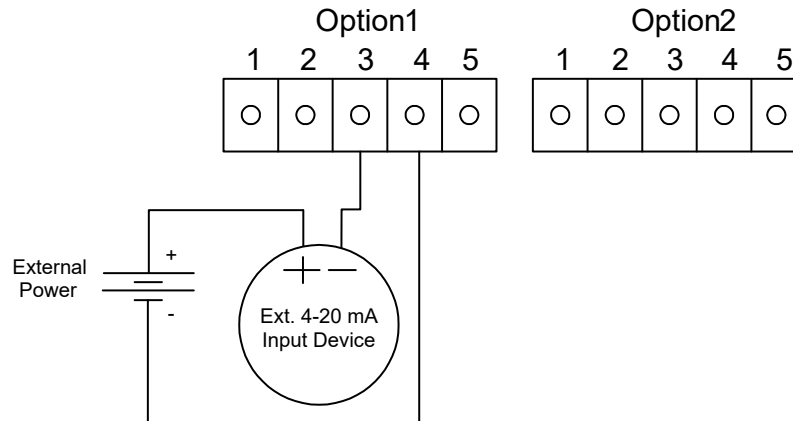 Option1
Option2
1 2 3 4 5
1 2 3 4 5
+
External
Power
-
+ −
Ext. 4-20 mA
Input Device